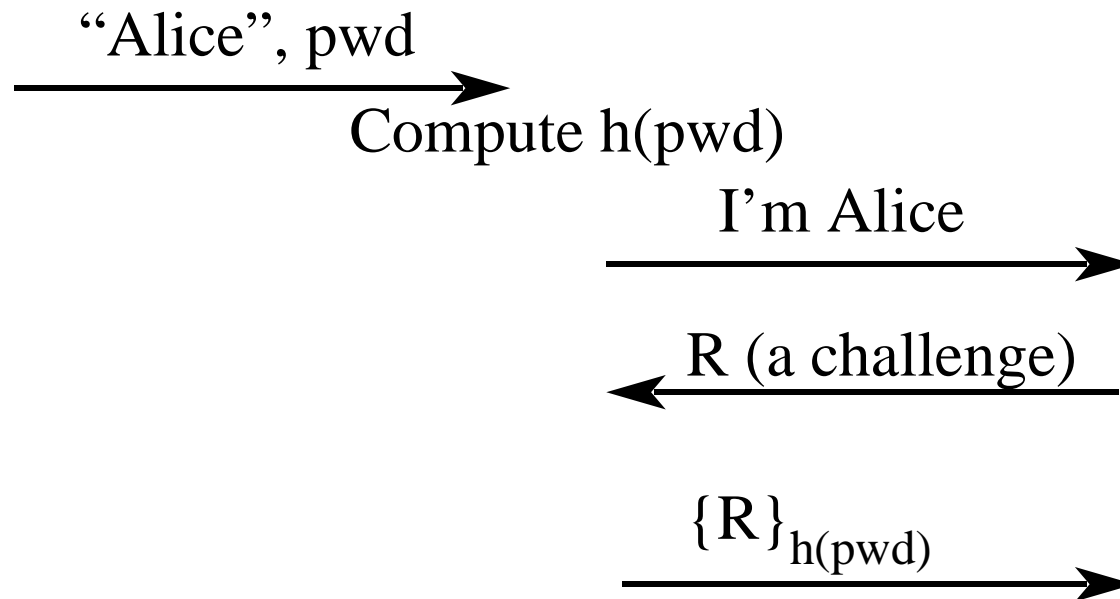 “Alice”, pwd
Compute h(pwd)
I’m Alice
R (a challenge)
{R}h(pwd)